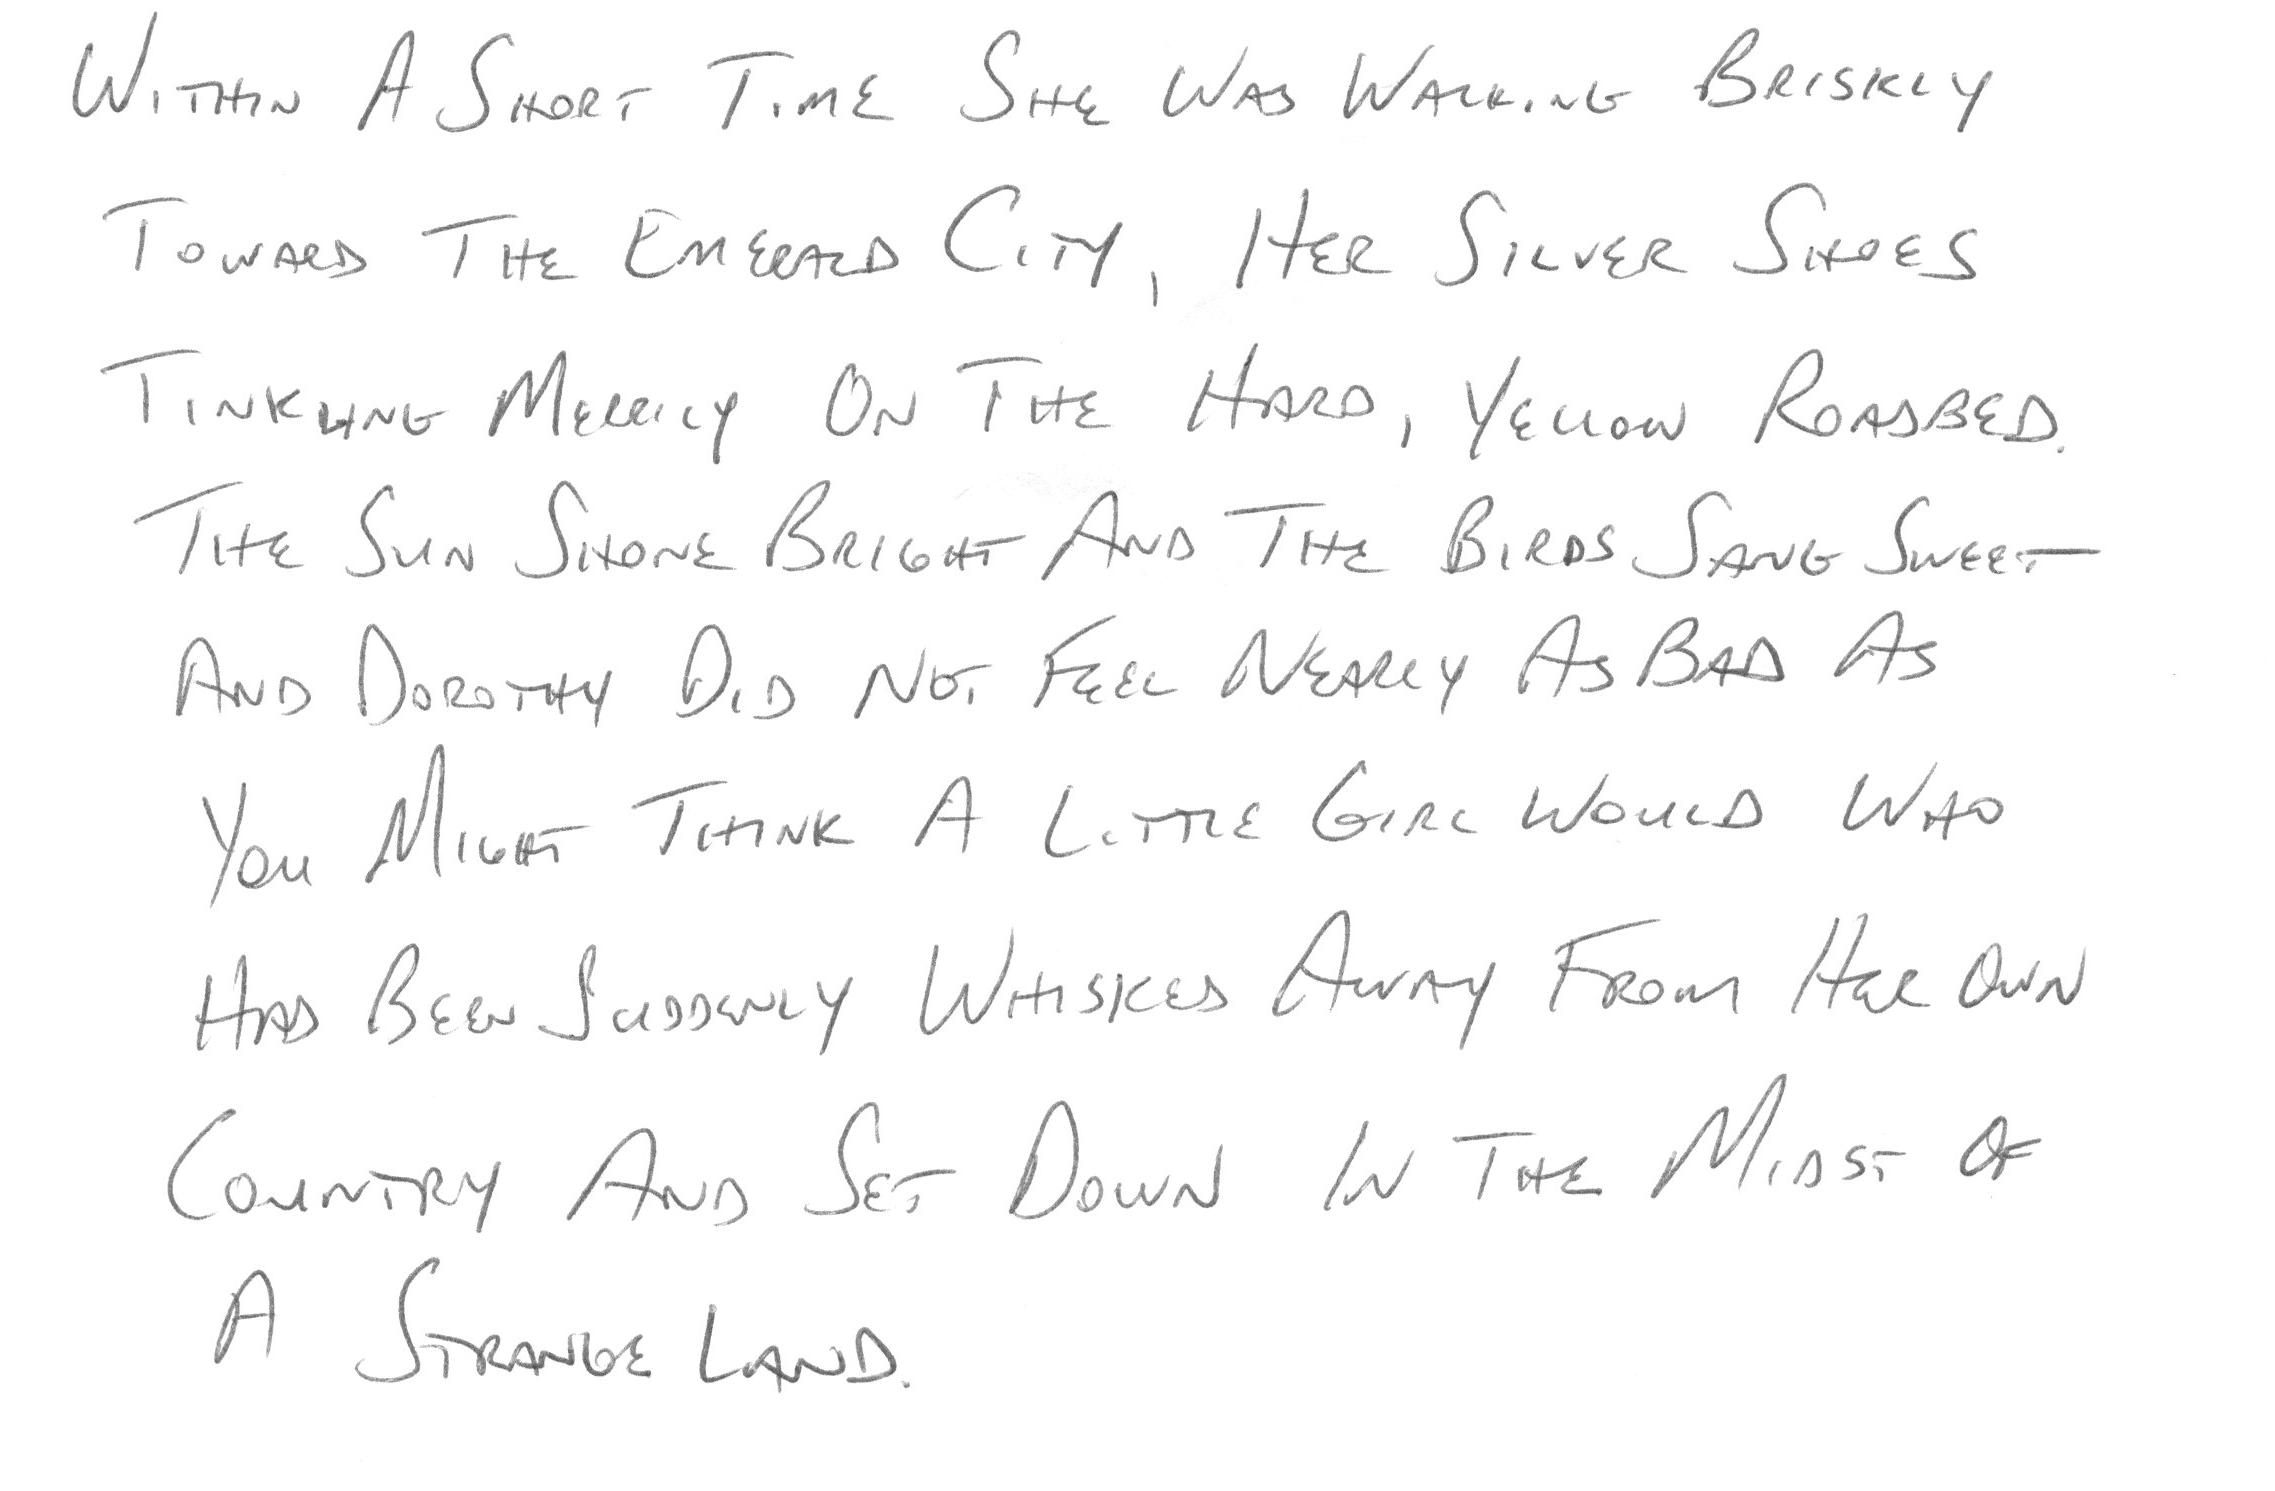 Within A Short Time She Was Walking Briskly
Toward The Emerald City, Her Silver Shoes
Tinkling Merrily On The Hard, Yellow Roadbed.
The Sun Shone Bright And The Birds Sang Sweet
And Dorothy Did Not Feel Nearly As Bad As
You Might Think A Little Girl Would Who
Had Been Suddenly Whisked Away From Her Own
Country And Set Down In The Midst Of
A Strange Land.